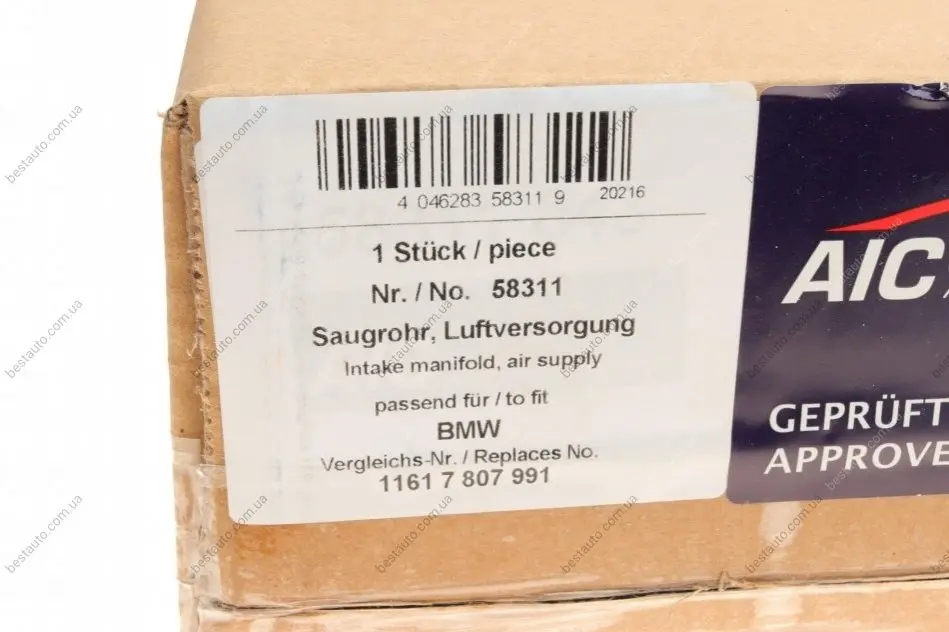 4 046283 58311 9 20216
1 Stück / piece
Nr. / No. 58311
Saugrohr, Luftversorgung
Intake manifold, air supply
passend für / to fit
BMW
Vergleichs-Nr. / Replaces No.
1161 7 807 991
AIC
GEPRÜFT
APPROVE
bestauto.com.ua